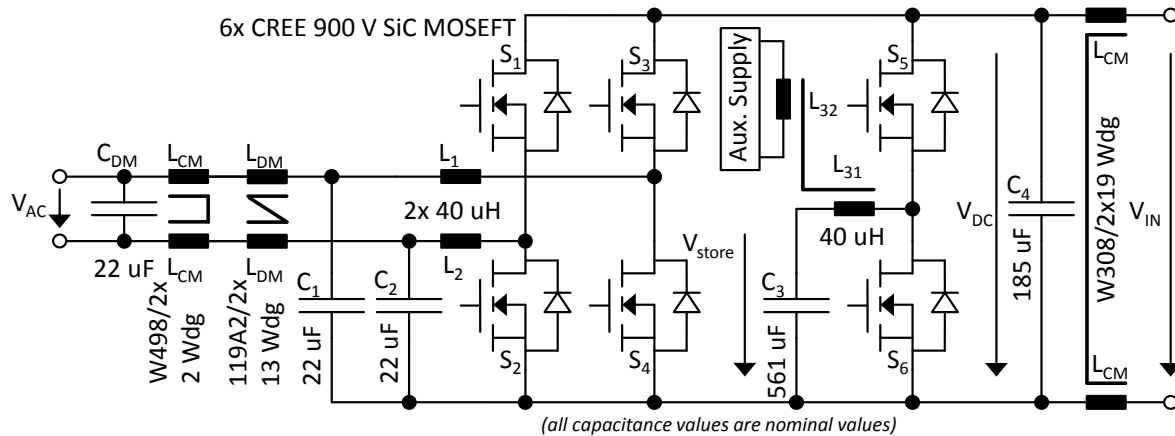 6x CREE 900 V SiC MOSEFT
S1
S3
S5
Aux. Supply
L32
L31
LCM
CDM
LCM
LDM
L1
VAC
2x 40 uH
40 uH
VDC
C4
185 uF
W308/2x19 Wdg
VIN
22 uF
LCM
LDM
L2
Vstore
W498/2x
2 Wdg
119A2/2x
13 Wdg
C1
22 uF
C2
22 uF
S2
S4
C3
561 uF
S6
LCM
(all capacitance values are nominal values)